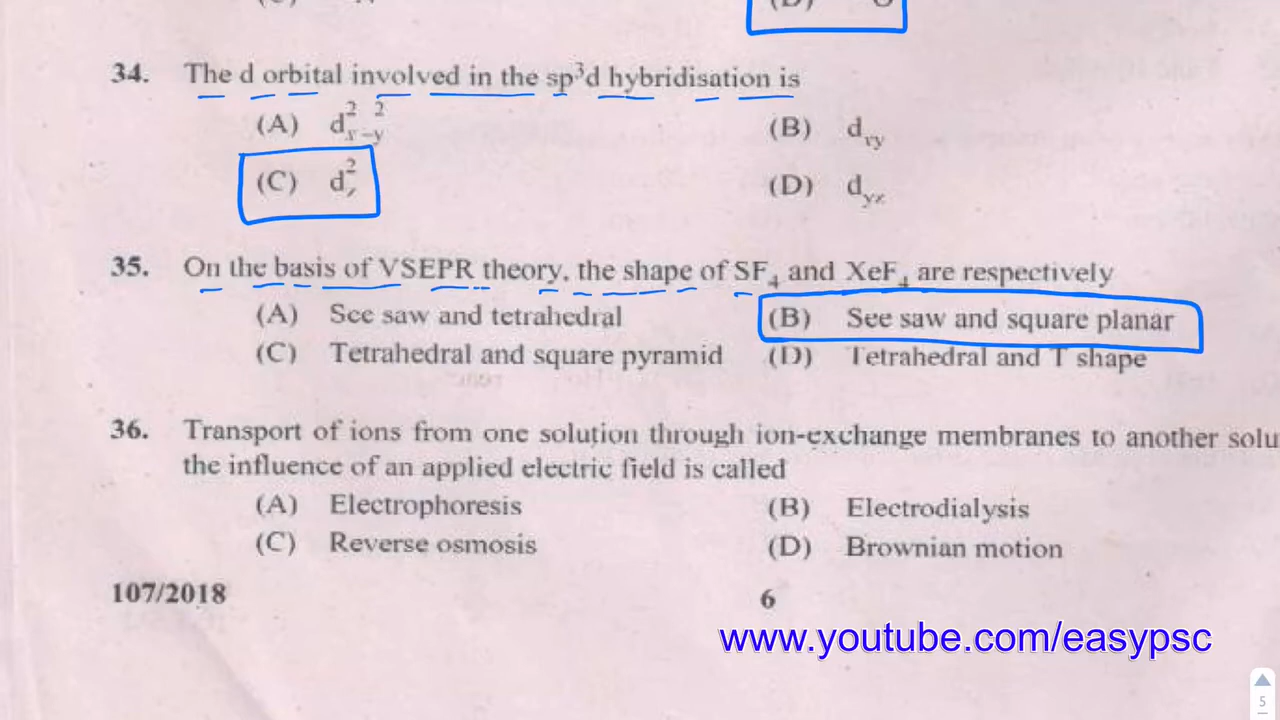 34. The d orbital involved in the sp³d hybridisation is
(A) d²ₓ₋²y (B) dxy
(C) d²z (D) dyz
35. On the basis of VSEPR theory, the shape of SF₄ and XeF₄ are respectively
(A) See saw and tetrahedral (B) See saw and square planar
(C) Tetrahedral and square pyramid (D) Tetrahedral and T shape
36. Transport of ions from one solution through ion-exchange membranes to another solu
the influence of an applied electric field is called
(A) Electrophoresis (B) Electrodialysis
(C) Reverse osmosis (D) Brownian motion
107/2018 6
www.youtube.com/easypsc
5